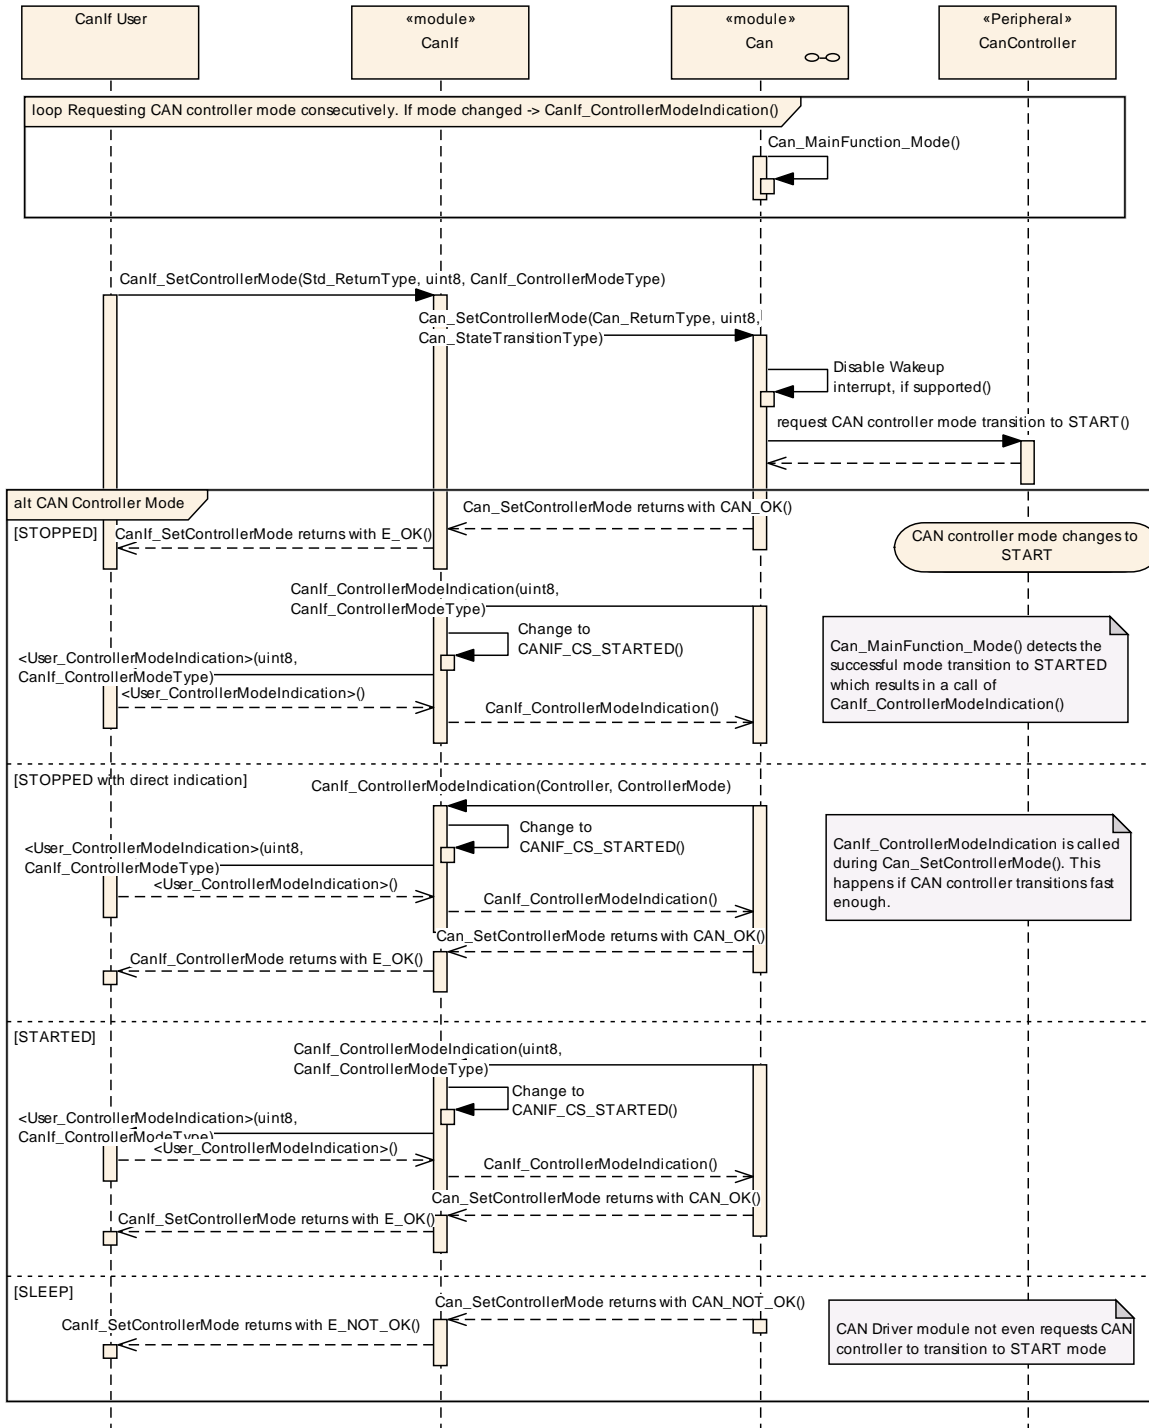 CanIf User
«module»
CanIf
«module»
Can
«Peripheral»
CanController
loop Requesting CAN controller mode consecutively. If mode changed -> CanIf_ControllerModeIndication()
Can_MainFunction_Mode()
CanIf_SetControllerMode(Std_ReturnType, uint8, CanIf_ControllerModeType)
Can_SetControllerMode(Can_ReturnType, uint8,
Can_StateTransitionType)
Disable Wakeup
interrupt, if supported()
request CAN controller mode transition to START()
alt CAN Controller Mode
[STOPPED]
Can_SetControllerMode returns with CAN_OK()
CanIf_SetControllerMode returns with E_OK()
CAN controller mode changes to
START
CanIf_ControllerModeIndication(uint8,
CanIf_ControllerModeType)
Change to
CANIF_CS_STARTED()
<User_ControllerModeIndication>(uint8,
CanIf_ControllerModeType)
<User_ControllerModeIndication>()
CanIf_ControllerModeIndication()
Can_MainFunction_Mode() detects the
successful mode transition to STARTED
which results in a call of
CanIf_ControllerModeIndication()
[STOPPED with direct indication]
CanIf_ControllerModeIndication(Controller, ControllerMode)
Change to
CANIF_CS_STARTED()
<User_ControllerModeIndication>(uint8,
CanIf_ControllerModeType)
<User_ControllerModeIndication>()
CanIf_ControllerModeIndication()
Can_SetControllerMode returns with CAN_OK()
CanIf_ControllerMode returns with E_OK()
CanIf_ControllerModeIndication is called
during Can_SetControllerMode(). This
happens if CAN controller transitions fast
enough.
[STARTED]
CanIf_ControllerModeIndication(uint8,
CanIf_ControllerModeType)
Change to
CANIF_CS_STARTED()
<User_ControllerModeIndication>(uint8,
CanIf_ControllerModeType)
<User_ControllerModeIndication>()
CanIf_ControllerModeIndication()
Can_SetControllerMode returns with CAN_OK()
CanIf_SetControllerMode returns with E_OK()
[SLEEP]
Can_SetControllerMode returns with CAN_NOT_OK()
CanIf_SetControllerMode returns with E_NOT_OK()
CAN Driver module not even requests CAN
controller to transition to START mode